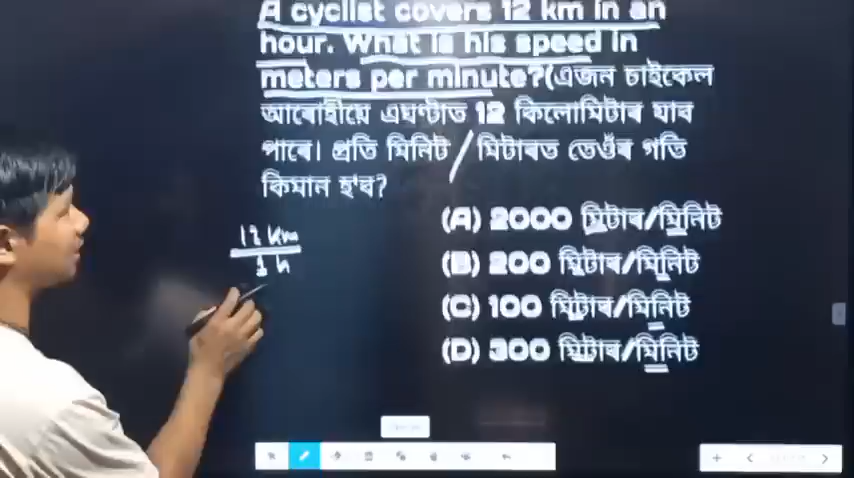 A cyclist covers 12 km in an
hour. What is his speed in
meters per minute?(এজন চাইকেল
আৰোহীয়ে এঘণ্টাত 12 কিলোমিটাৰ যাব
পাৰে। প্ৰতি মিনিট / মিটাৰত তেওঁৰ গতি
কিমান হ'ব?
12 km
1 h
(A) 2000 মিটাৰ/মিনিট
(B) 200 মিটাৰ/মিনিট
(C) 100 মিটাৰ/মিনিট
(D) 300 মিটাৰ/মিনিট